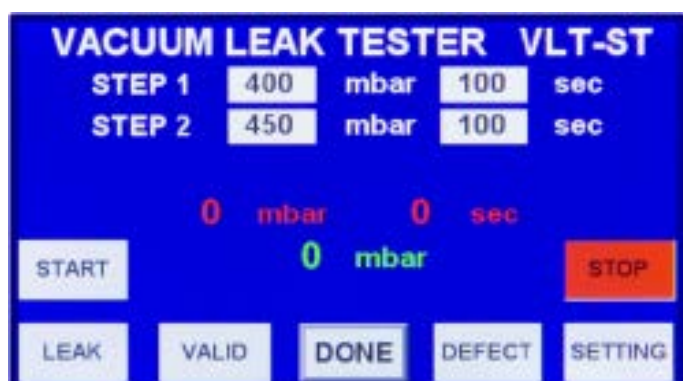 VACUUM LEAK TESTER VLT-ST
STEP 1 400 mbar 100 sec
STEP 2 450 mbar 100 sec
0 mbar 0 sec
0 mbar
START STOP
LEAK VALID DONE DEFECT SETTING